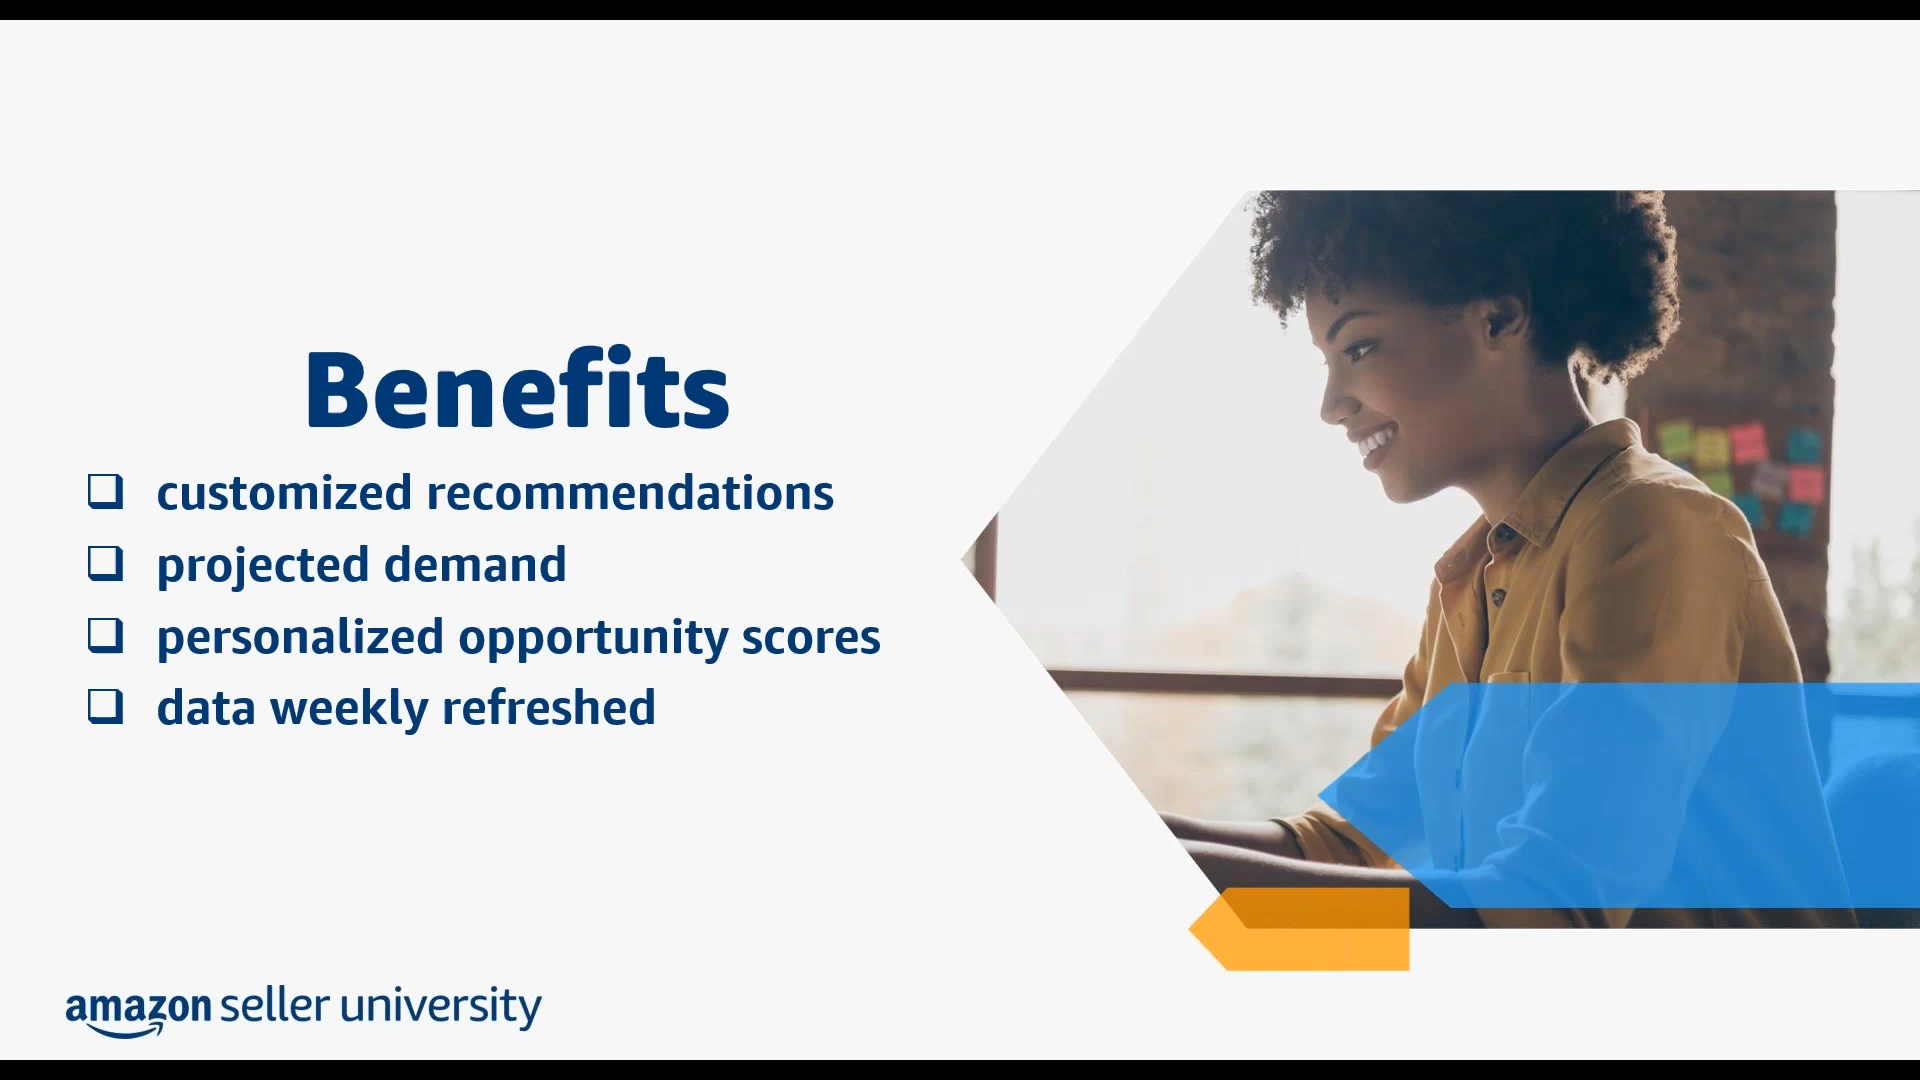 Benefits
customized recommendations
projected demand
personalized opportunity scores
data weekly refreshed
amazon seller university